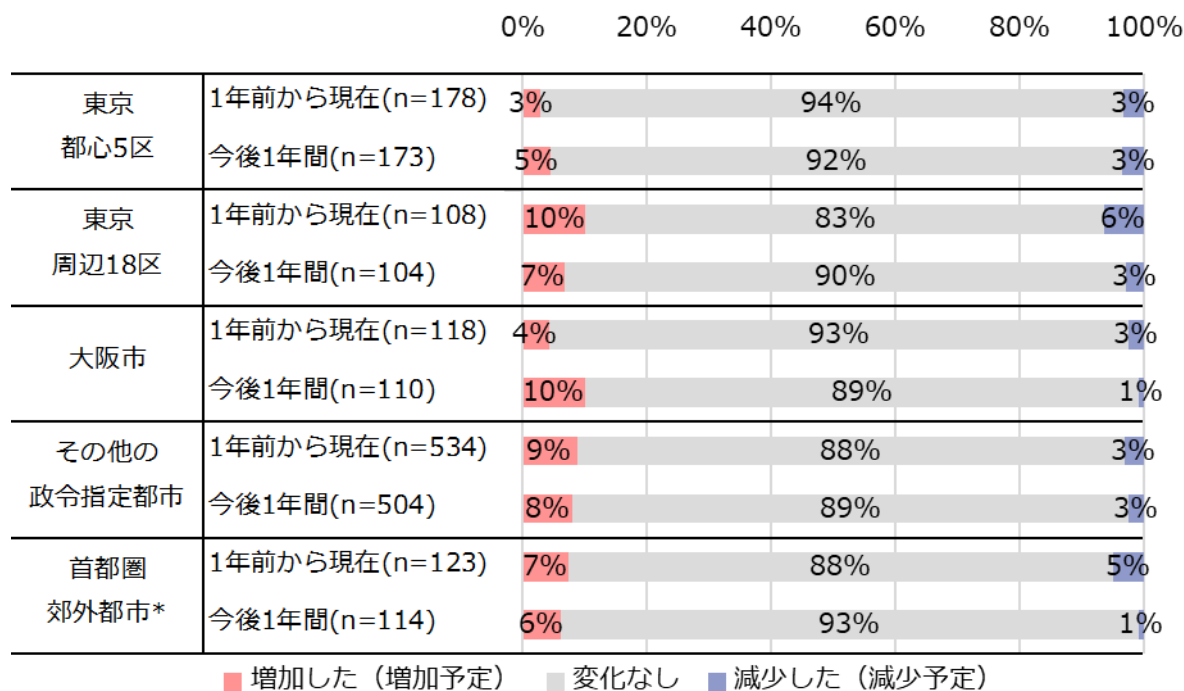 0% 20% 40% 60% 80% 100%
東京
都心5区
1年前から現在(n=178) 3% 94% 3%
今後1年間(n=173) 5% 92% 3%
東京
周辺18区
1年前から現在(n=108) 10% 83% 6%
今後1年間(n=104) 7% 90% 3%
大阪市
1年前から現在(n=118) 4% 93% 3%
今後1年間(n=110) 10% 89% 1%
その他の
政令指定都市
1年前から現在(n=534) 9% 88% 3%
今後1年間(n=504) 8% 89% 3%
首都圏
郊外都市*
1年前から現在(n=123) 7% 88% 5%
今後1年間(n=114) 6% 93% 1%
増加した（増加予定） 変化なし 減少した（減少予定）